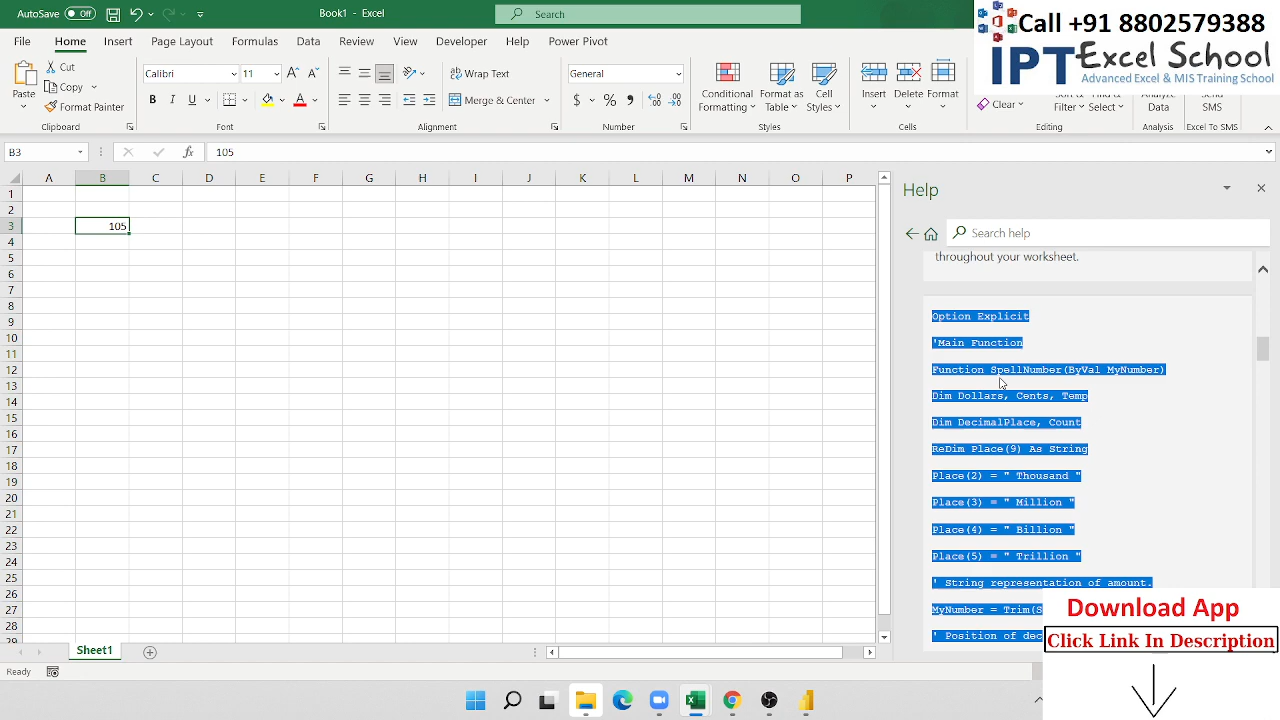 AutoSave Off
Book1 - Excel
Search
Call +91 8802579388
IPT Excel School
Advanced Excel & MIS Training School
File Home Insert Page Layout Formulas Data Review View Developer Help Power Pivot
Paste
Cut
Copy
Format Painter
Clipboard
Calibri 11
B I U
Font
Wrap Text
Merge & Center
Alignment
General
$ % ,
Number
Conditional Formatting
Format as Table
Cell Styles
Styles
Insert Delete Format
Cells
Clear
Filter Select
Editing
Data
Analysis
SMS
Excel To SMS
B3
fx
105
A B C D E F G H I J K L M N O P
1
2
3 105
4
5
6
7
8
9
10
11
12
13
14
15
16
17
18
19
20
21
22
23
24
25
26
27
28
29
Help
Search help
throughout your worksheet.
Option Explicit
'Main Function
Function SpellNumber(ByVal MyNumber)
Dim Dollars, Cents, Temp
Dim DecimalPlace, Count
ReDim Place(9) As String
Place(2) = " Thousand "
Place(3) = " Million "
Place(4) = " Billion "
Place(5) = " Trillion "
' String representation of amount.
MyNumber = Trim(S
' Position of dec
Download App
Click Link In Description
Sheet1
Ready